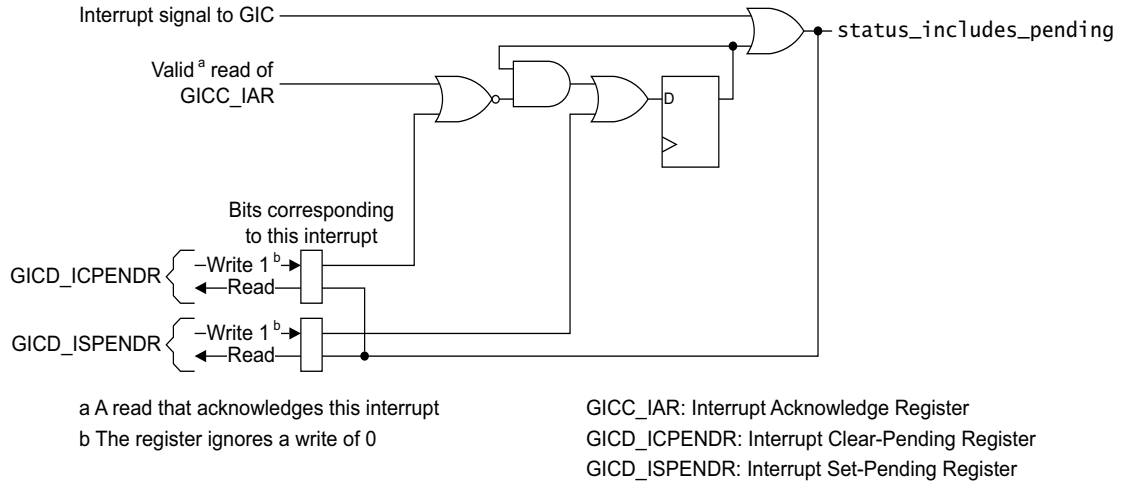 Interrupt signal to GIC
status_includes_pending
Valid a read of
GICC_IAR
D
Bits corresponding
to this interrupt
GICD_ICPENDR
Write 1 b
Read
GICD_ISPENDR
Write 1 b
Read
a A read that acknowledges this interrupt
b The register ignores a write of 0
GICC_IAR: Interrupt Acknowledge Register
GICD_ICPENDR: Interrupt Clear-Pending Register
GICD_ISPENDR: Interrupt Set-Pending Register